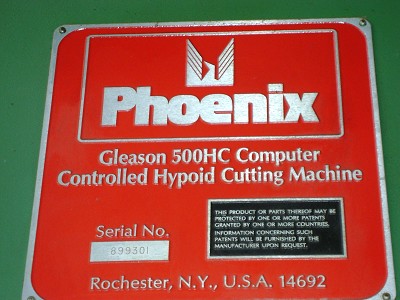 Phoenix
Gleason 500HC Computer
Controlled Hypoid Cutting Machine
Serial No.
899301
THIS PRODUCT OR PARTS THEREOF MAY BE
PROTECTED BY ONE OR MORE PATENTS
GRANTED BY ONE OR MORE COUNTRIES.
INFORMATION CONCERNING SUCH
PATENTS WILL BE FURNISHED BY THE
MANUFACTURER UPON REQUEST.
Rochester, N.Y., U.S.A. 14692